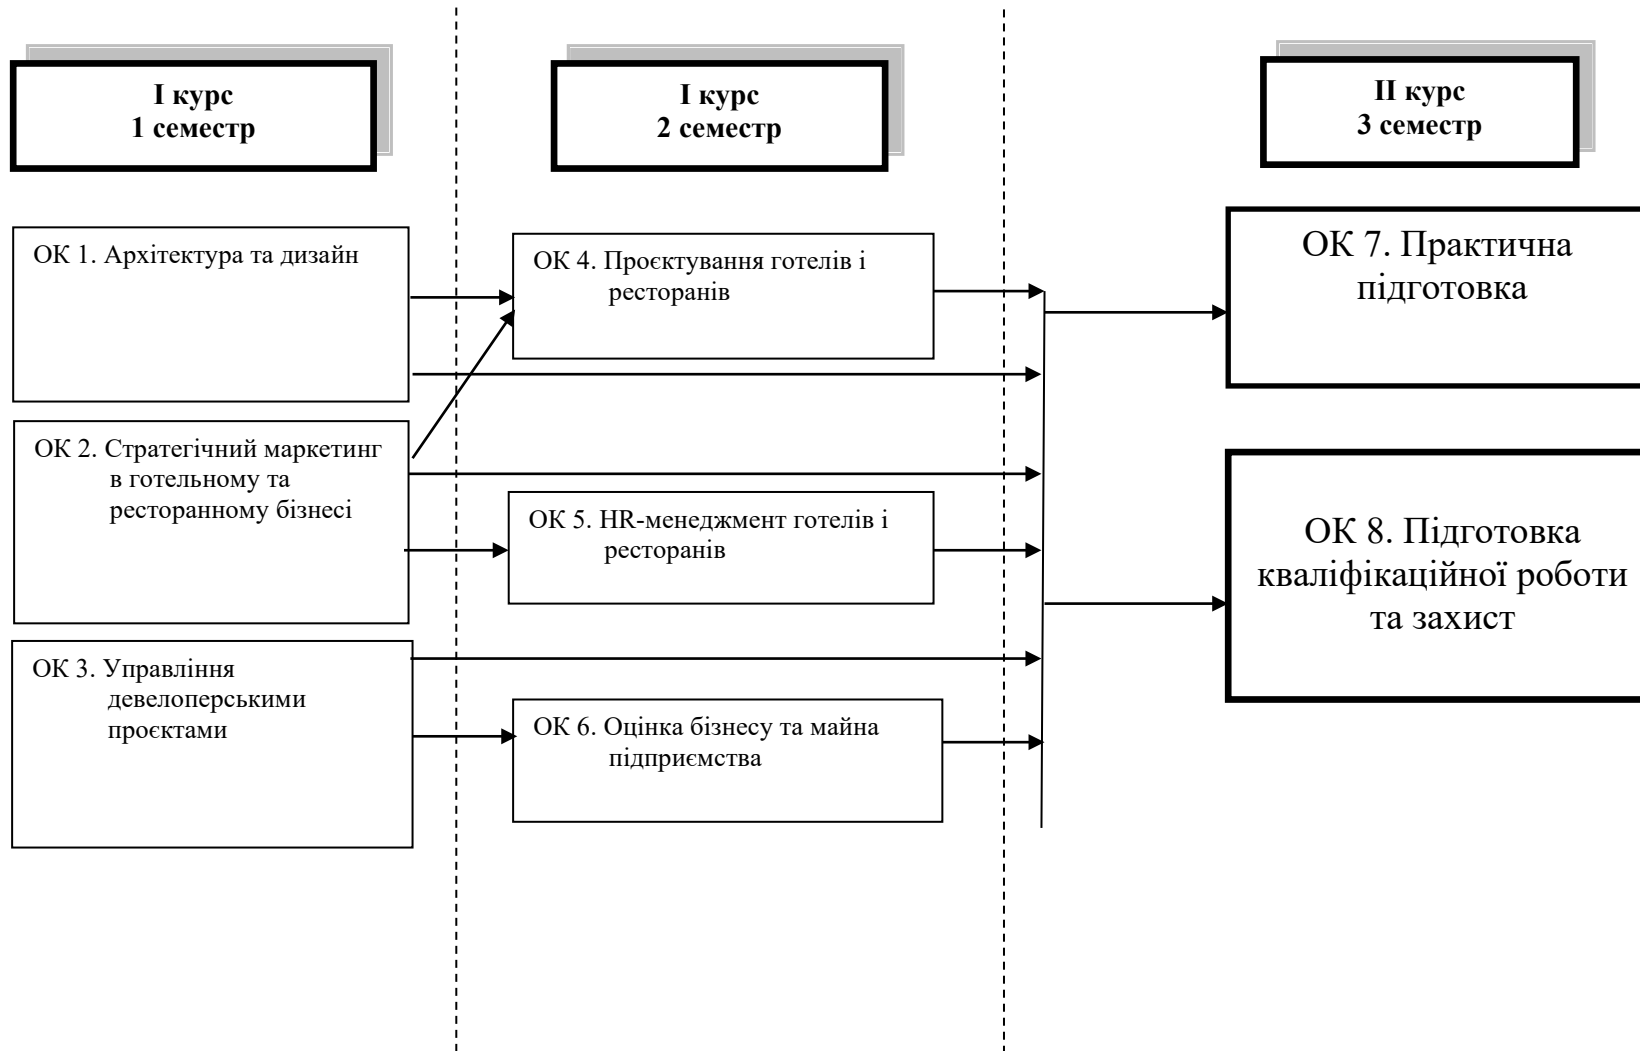 І курс
1 семестр
І курс
2 семестр
ІІ курс
3 семестр
ОК 1. Архітектура та дизайн
ОК 2. Стратегічний маркетинг
в готельному та
ресторанному бізнесі
ОК 3. Управління
девелоперськими
проєктами
ОК 4. Проєктування готелів і
ресторанів
ОК 5. HR-менеджмент готелів і
ресторанів
ОК 6. Оцінка бізнесу та майна
підприємства
ОК 7. Практична
підготовка
ОК 8. Підготовка
кваліфікаційної роботи
та захист